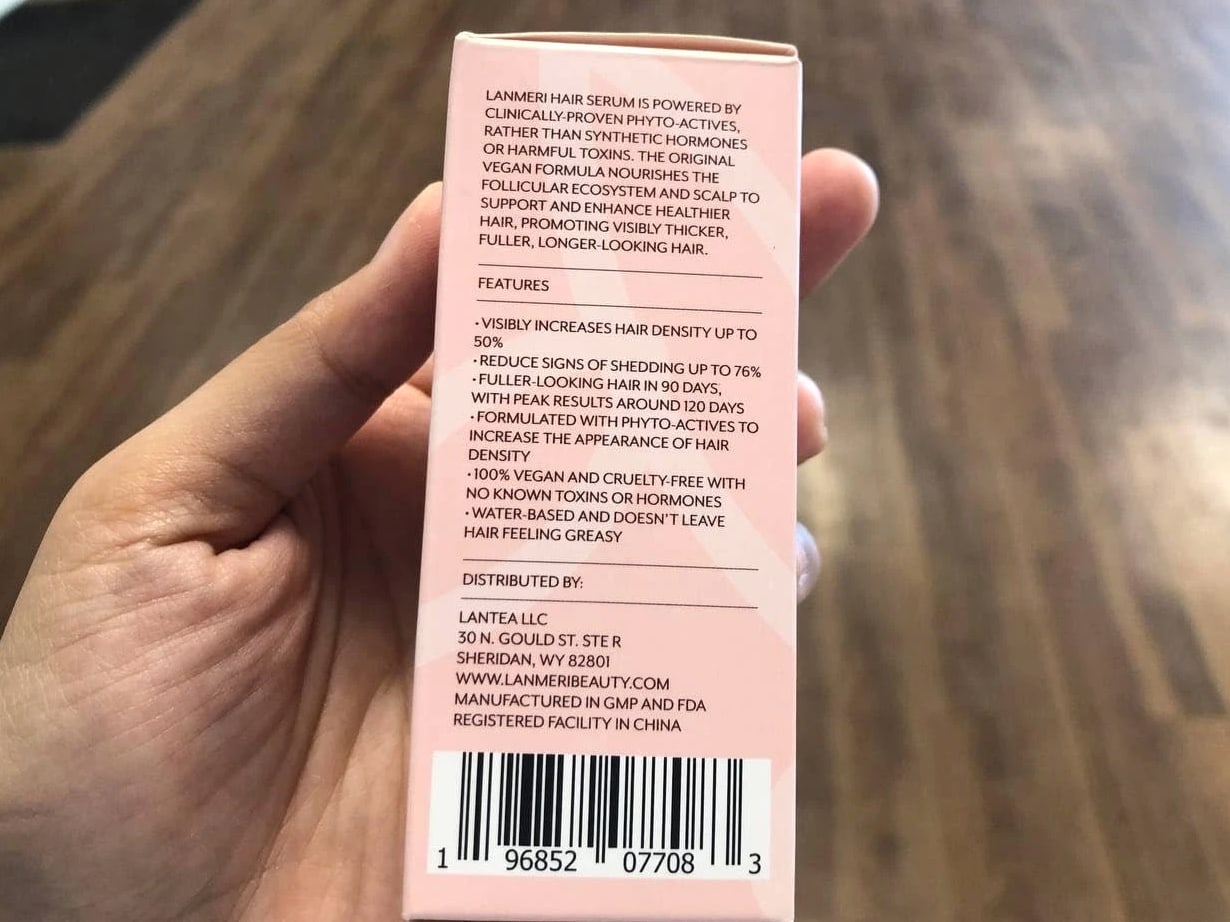 LANMERI HAIR SERUM IS POWERED BY
CLINICALLY-PROVEN PHYTO-ACTIVES,
RATHER THAN SYNTHETIC HORMONES
OR HARMFUL TOXINS. THE ORIGINAL
VEGAN FORMULA NOURISHES THE
FOLLICULAR ECOSYSTEM AND SCALP TO
SUPPORT AND ENHANCE HEALTHIER
HAIR, PROMOTING VISIBLY THICKER,
FULLER, LONGER-LOOKING HAIR.
FEATURES
• VISIBLY INCREASES HAIR DENSITY UP TO
50%
• REDUCE SIGNS OF SHEDDING UP TO 76%
• FULLER-LOOKING HAIR IN 90 DAYS,
WITH PEAK RESULTS AROUND 120 DAYS
• FORMULATED WITH PHYTO-ACTIVES TO
INCREASE THE APPEARANCE OF HAIR
DENSITY
• 100% VEGAN AND CRUELTY-FREE WITH
NO KNOWN TOXINS OR HORMONES
• WATER-BASED AND DOESN'T LEAVE
HAIR FEELING GREASY
DISTRIBUTED BY:
LANTEA LLC
30 N. GOULD ST. STE R
SHERIDAN, WY 82801
WWW.LANMERIBEAUTY.COM
MANUFACTURED IN GMP AND FDA
REGISTERED FACILITY IN CHINA
1 96852 07708 3